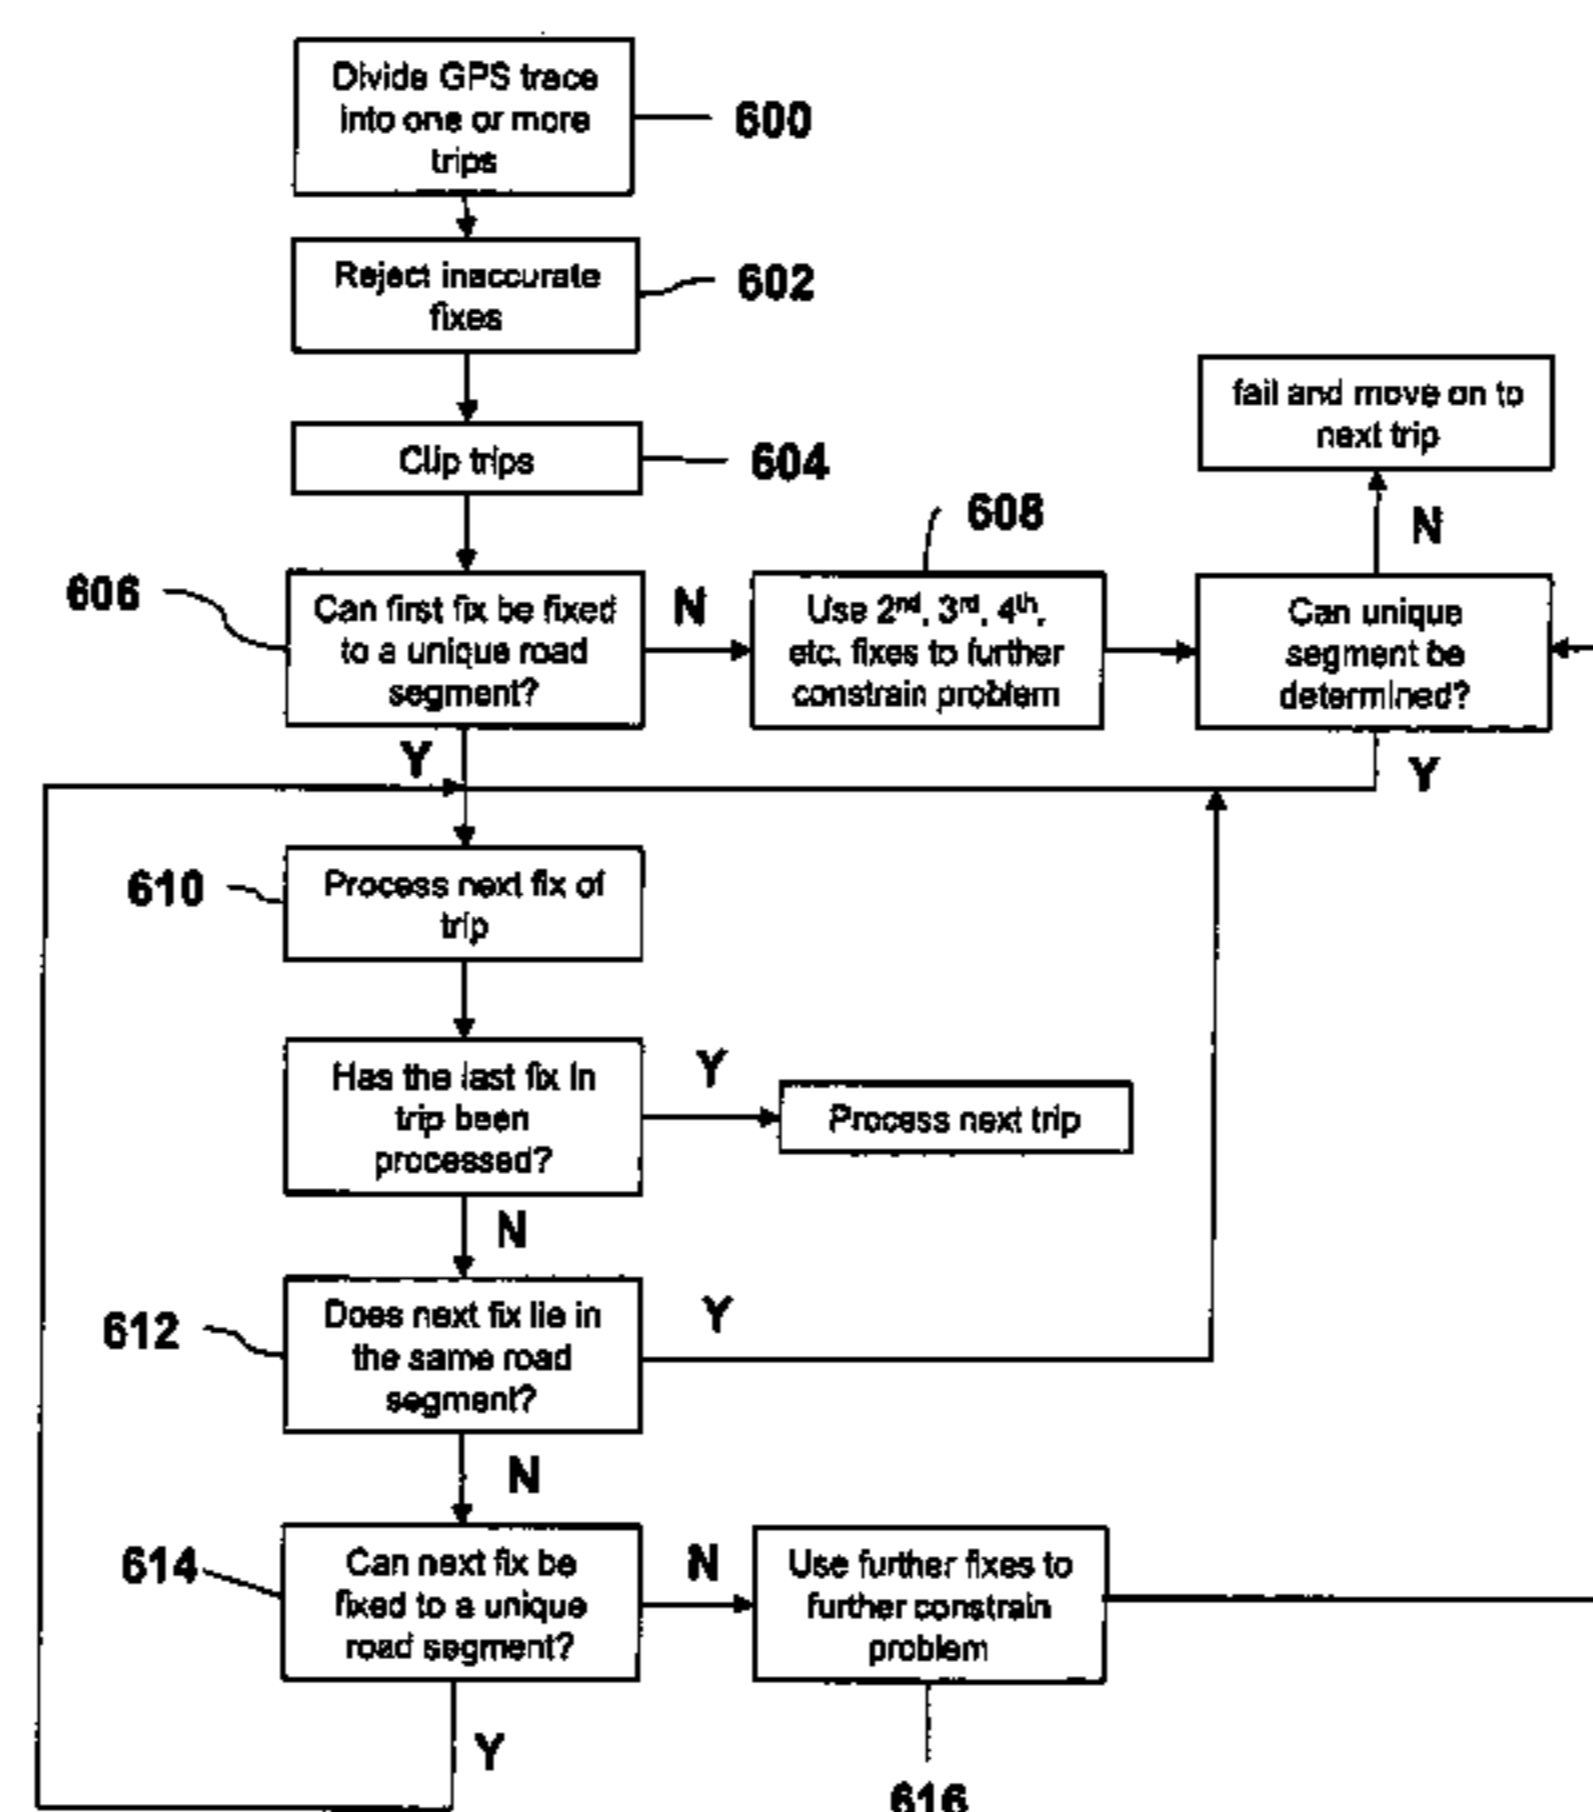 Divide GPS trace
into one or more
trips
600
Reject inaccurate
fixes
602
Clip trips
604
fail and move on to
next trip
N
608
606
Can first fix be fixed
to a unique road
segment?
N
Use 2nd, 3rd, 4th,
etc. fixes to further
constrain problem
Can unique
segment be
determined?
Y
Y
610
Process next fix of
trip
Has the last fix in
trip been
processed?
Y
Process next trip
N
612
Does next fix lie in
the same road
segment?
Y
N
614
Can next fix be
fixed to a unique
road segment?
N
Use further fixes to
further constrain
problem
Y
616